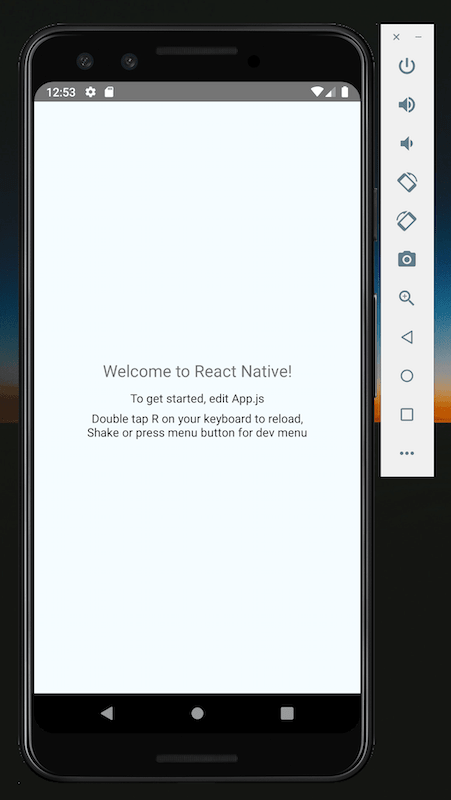 12:53
Welcome to React Native!
To get started, edit App.js
Double tap R on your keyboard to reload,
Shake or press menu button for dev menu